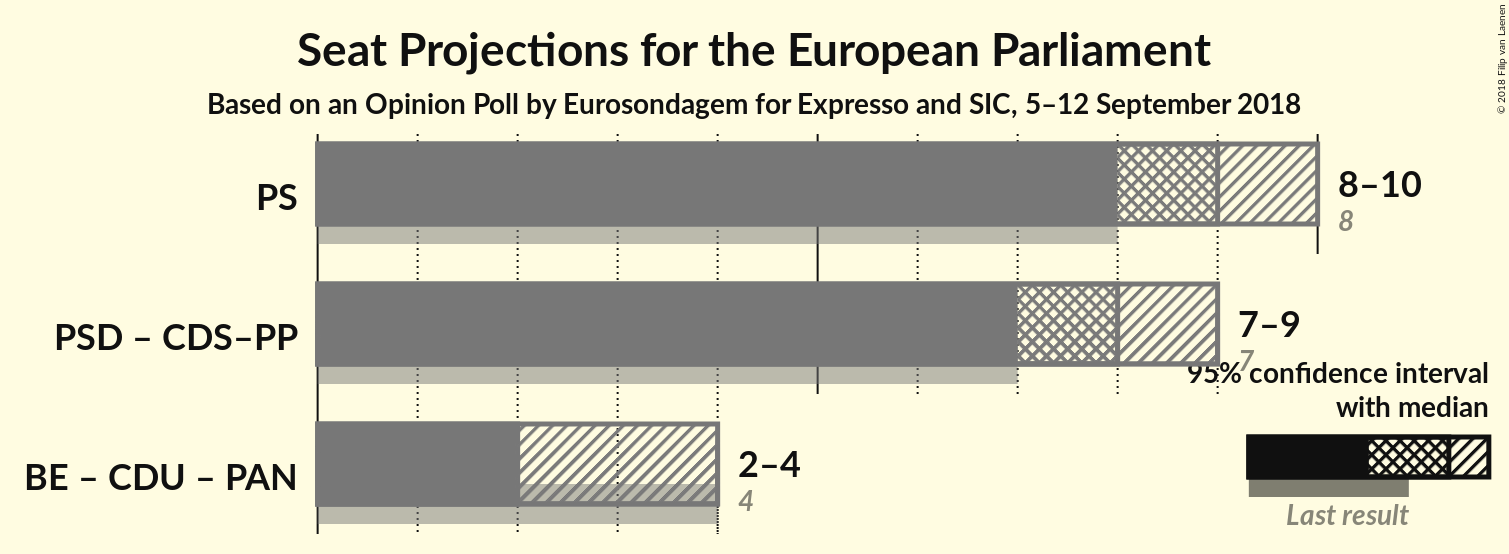 Seat Projections for the European Parliament
Based on an Opinion Poll by Eurosondagem for Expresso and SIC, 5–12 September 2018
© 2018 Filip van Laenen
PS
8–10
8
PSD – CDS–PP
7–9
7
95% confidence interval
with median
BE – CDU – PAN
2–4
4
Last result